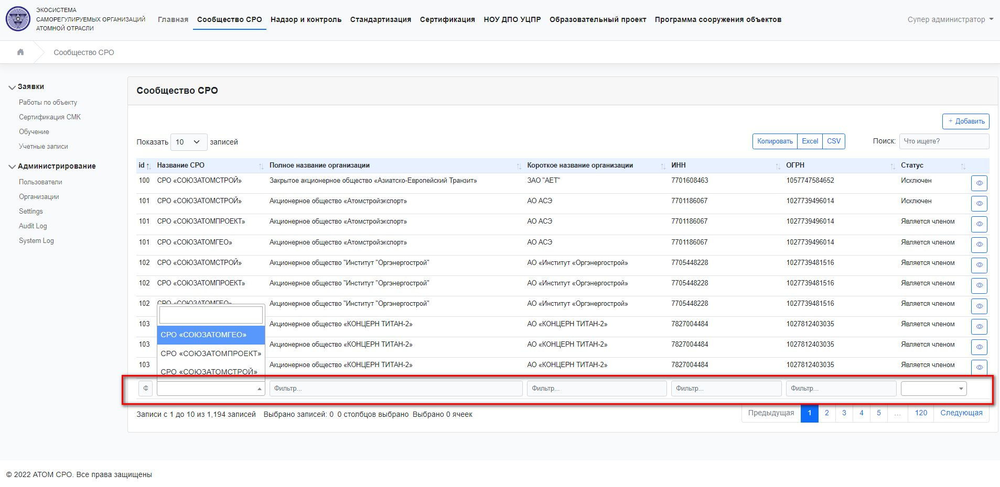 ЭКОСИСТЕМА
САМОРЕГУЛИРУЕМЫХ ОРГАНИЗАЦИЙ
АТОМНОЙ ОТРАСЛИ
Главная Сообщество СРО Надзор и контроль Стандартизация Сертификация НОУ ДПО УЦПР Образовательный проект Программа сооружения объектов Супер администратор
Сообщество СРО
Заявки
Работы по объекту
Сертификация СМК
Обучение
Учетные записи
Администрирование
Пользователи
Организации
Settings
Audit Log
System Log
Сообщество СРО
+ Добавить
Показать 10 записей Копировать Excel CSV Поиск: Что ищете?
id Название СРО Полное название организации Короткое название организации ИНН ОГРН Статус
100 СРО «СОЮЗАТОМСТРОЙ» Закрытое акционерное общество «Азиатско-Европейский Транзит» ЗАО "АЕТ" 7701608463 1057747584652 Исключен
101 СРО «СОЮЗАТОМСТРОЙ» Акционерное общество «Атомстройэкспорт» АО АСЭ 7701186067 1027739496014 Исключен
101 СРО «СОЮЗАТОМПРОЕКТ» Акционерное общество «Атомстройэкспорт» АО АСЭ 7701186067 1027739496014 Является членом
101 СРО «СОЮЗАТОМГЕО» Акционерное общество «Атомстройэкспорт» АО АСЭ 7701186067 1027739496014 Является членом
102 СРО «СОЮЗАТОМСТРОЙ» Акционерное общество "Институт "Оргэнергострой" АО «Институт «Оргэнергострой» 7705448228 1027739481516 Является членом
102 СРО «СОЮЗАТОМПРОЕКТ» Акционерное общество "Институт "Оргэнергострой" АО «Институт «Оргэнергострой» 7705448228 1027739481516 Является членом
102 СРО «СОЮЗАТОМГЕО» Акционерное общество "Институт "Оргэнергострой" АО «Институт «Оргэнергострой» 7705448228 1027739481516 Является членом
103 Акционерное общество «КОНЦЕРН ТИТАН-2» АО «КОНЦЕРН ТИТАН-2» 7827004484 1027812403035 Является членом
СРО «СОЮЗАТОМГЕО»
103 Акционерное общество «КОНЦЕРН ТИТАН-2» АО «КОНЦЕРН ТИТАН-2» 7827004484 1027812403035 Является членом
СРО «СОЮЗАТОМПРОЕКТ»
103 Акционерное общество «КОНЦЕРН ТИТАН-2» АО «КОНЦЕРН ТИТАН-2» 7827004484 1027812403035 Является членом
СРО «СОЮЗАТОМСТРОЙ»
Ф Фильтр... Фильтр... Фильтр... Фильтр...
Записи с 1 до 10 из 1,194 записей Выбрано записей: 0 0 столбцов выбрано Выбрано 0 ячеек Предыдущая 1 2 3 4 5 … 120 Следующая
© 2022 АТОМ СРО. Все права защищены